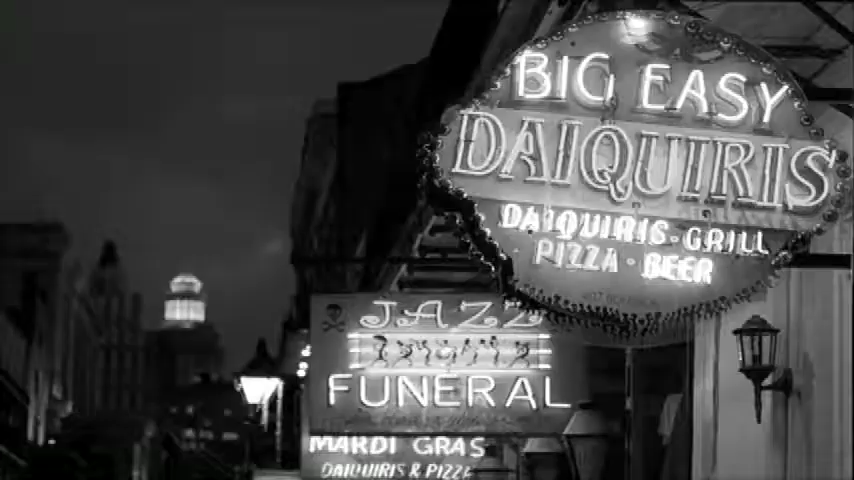 BIG EASY
DAIQUIRIS
DAIQUIRIS-GRILL
PIZZA · BEER
JAZZ
FUNERAL
MARDI GRAS
DAIQUIRIS & PIZZA